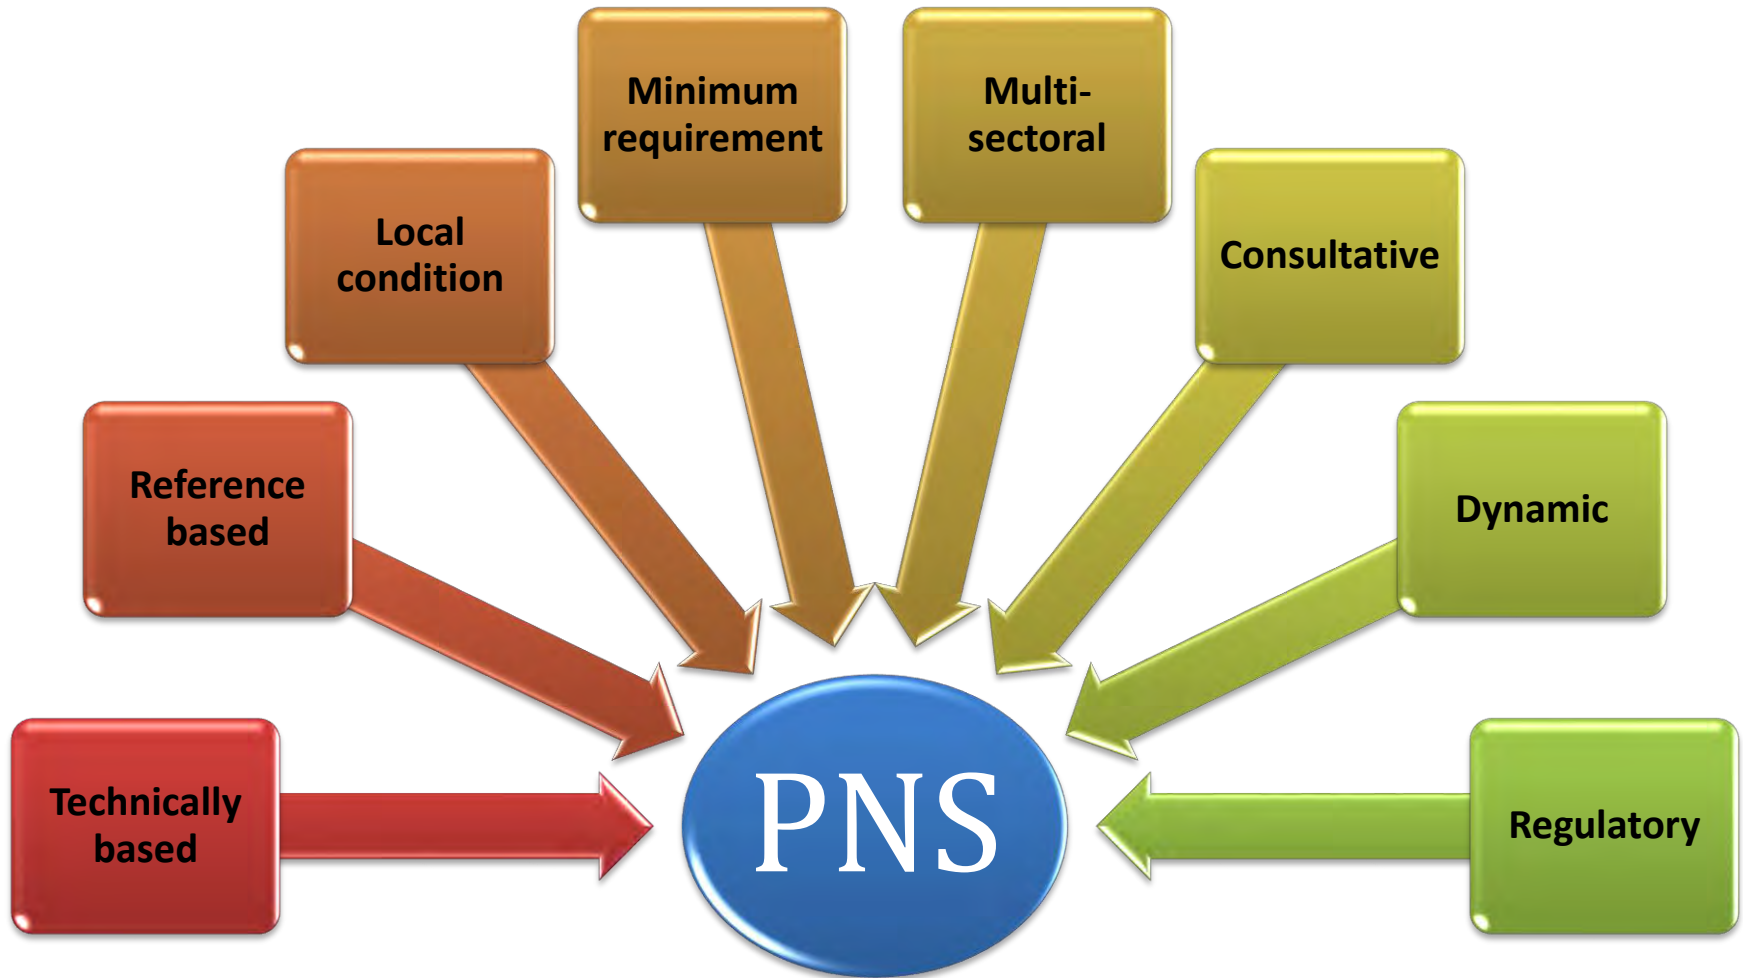 Minimum
requirement
Multi-
sectoral
Local
condition
Consultative
Reference
based
Dynamic
Technically
based
PNS
Regulatory